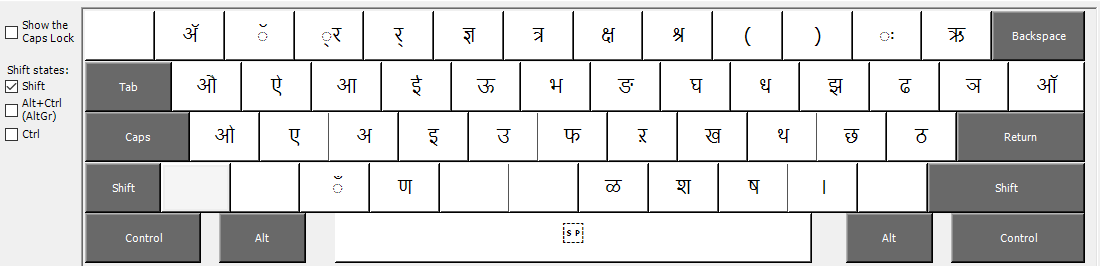 Show the
Caps Lock
Shift states:
Shift
Alt+Ctrl
(AltGr)
Ctrl
ॲ ॅ ्र र् ज्ञ त्र क्ष श्र ( ) ः ऋ Backspace
Tab औ ऐ आ ई ऊ भ ङ घ ध झ ढ ञ ऑ
Caps ओ ए अ इ उ फ ऱ ख थ छ ठ Return
Shift ँ ण ळ श ष । Shift
Control Alt SP Alt Control